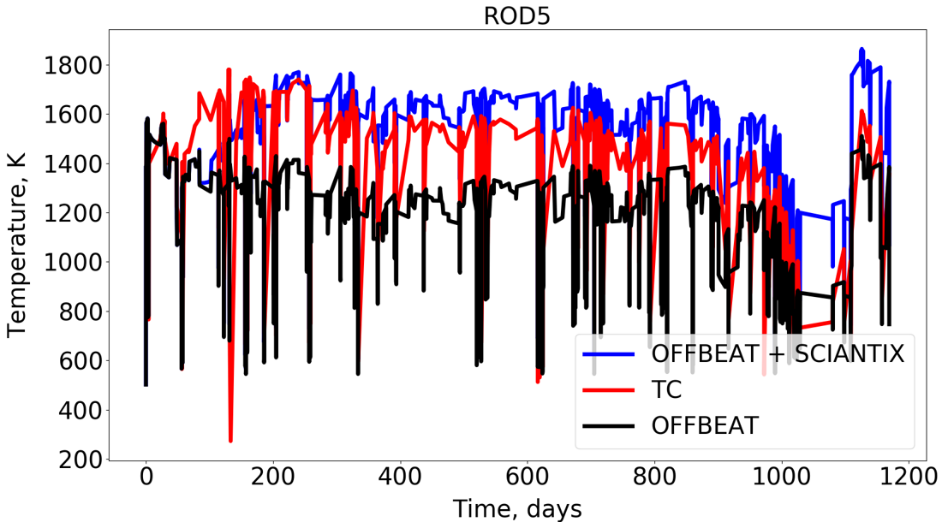 ROD5
Temperature, K
1800
1600
1400
1200
1000
800
600
400
200
0
200
400
600
800
1000
1200
Time, days
OFFBEAT + SCIANTIX
TC
OFFBEAT